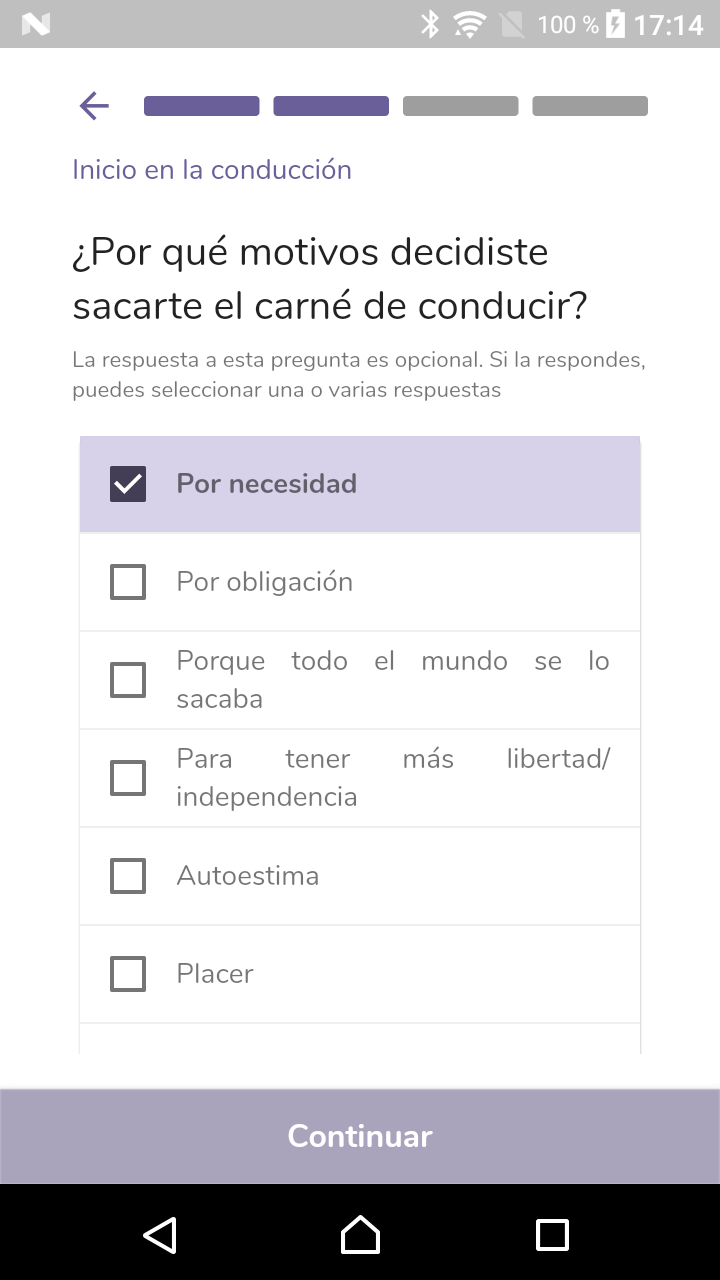 100 % 17:14
Inicio en la conducción
¿Por qué motivos decidiste
sacarte el carné de conducir?
La respuesta a esta pregunta es opcional. Si la respondes,
puedes seleccionar una o varias respuestas
Por necesidad
Por obligación
Porque todo el mundo se lo
sacaba
Para tener más libertad/
independencia
Autoestima
Placer
Continuar